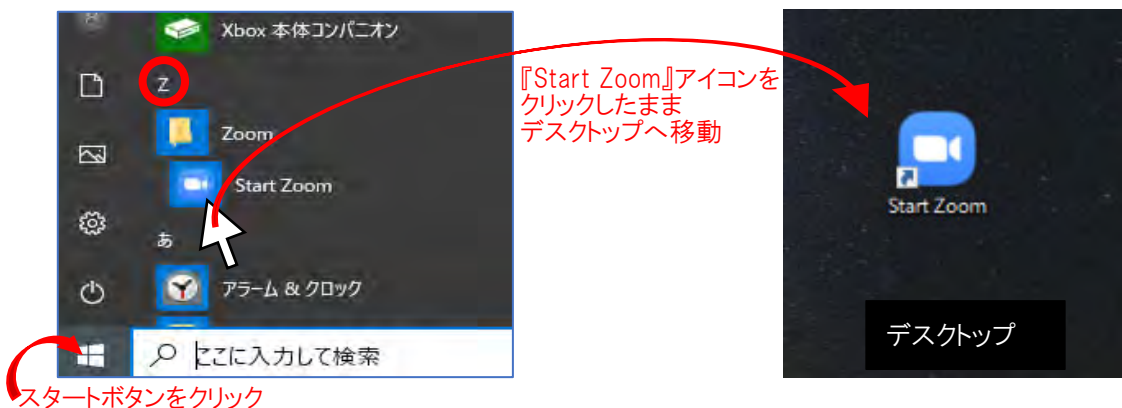 Xbox 本体コンパニオン
Z
Zoom
Start Zoom
あ
アラーム & クロック
ここに入力して検索
スタートボタンをクリック
『Start Zoom』アイコンを
クリックしたまま
デスクトップへ移動
Start Zoom
デスクトップ